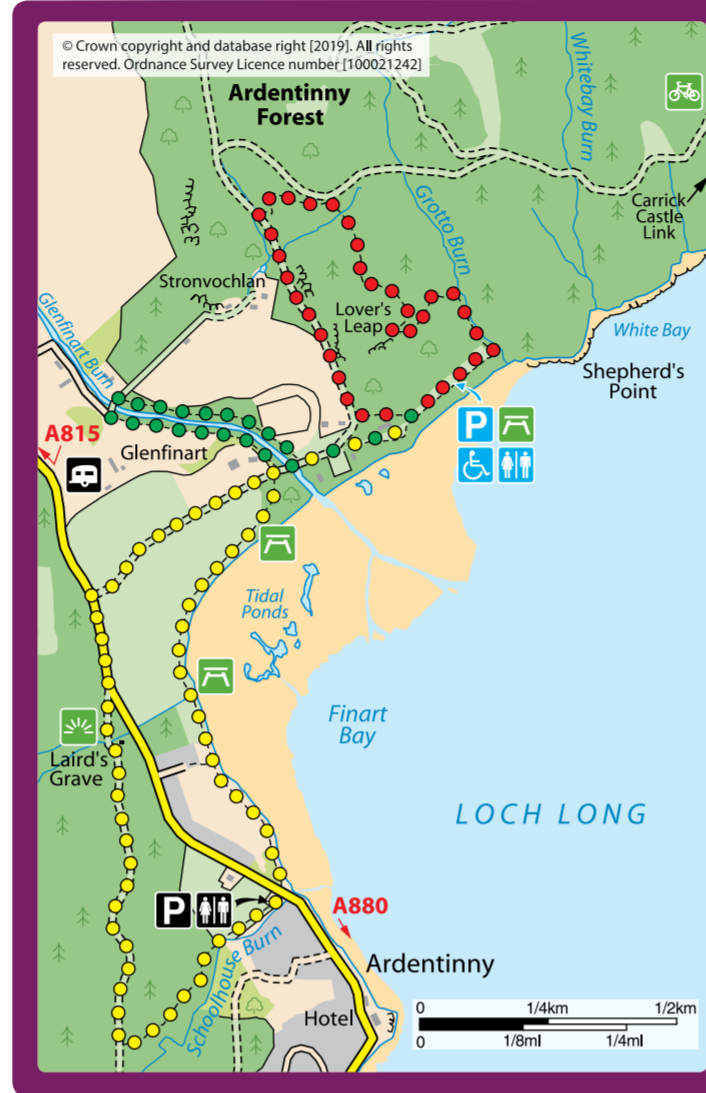 © Crown copyright and database right [2019]. All rights
reserved. Ordnance Survey Licence number [100021242]
Ardentinny
Forest
Whitebay Burn
Grotto Burn
Carrick
Castle
Link
Stronvochlan
Lover's
Leap
Glenfinart Burn
White Bay
Shepherd's
Point
P
A815
Glenfinart
Tidal
Ponds
Finart
Bay
Laird's
Grave
LOCH LONG
P
A880
Schoolhouse Burn
Ardentinny
Hotel
0 1/4km 1/2km
0 1/8ml 1/4ml